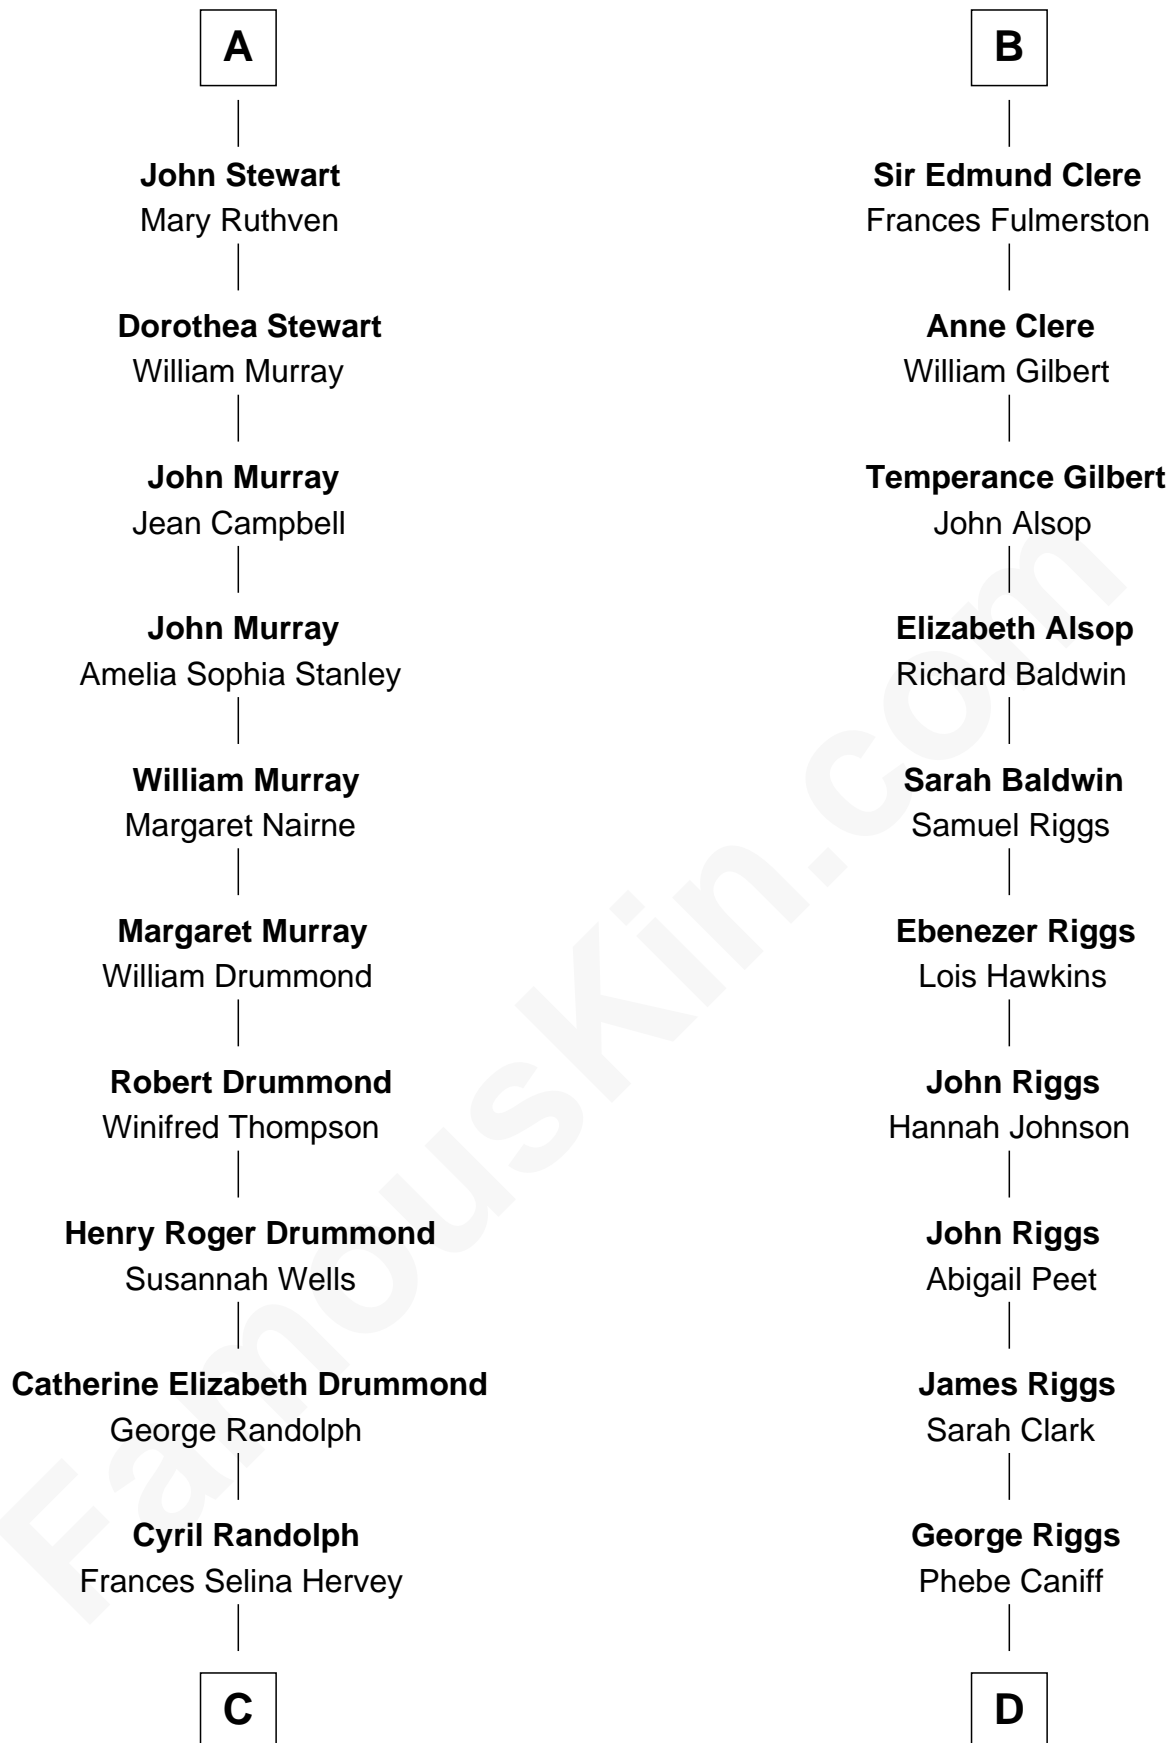 A
John Stewart
Mary Ruthven
Dorothea Stewart
William Murray
John Murray
Jean Campbell
John Murray
Amelia Sophia Stanley
William Murray
Margaret Nairne
Margaret Murray
William Drummond
Robert Drummond
Winifred Thompson
Henry Roger Drummond
Susannah Wells
Catherine Elizabeth Drummond
George Randolph
Cyril Randolph
Frances Selina Hervey
C
B
Sir Edmund Clere
Frances Fulmerston
Anne Clere
William Gilbert
Temperance Gilbert
John Alsop
Elizabeth Alsop
Richard Baldwin
Sarah Baldwin
Samuel Riggs
Ebenezer Riggs
Lois Hawkins
John Riggs
Hannah Johnson
John Riggs
Abigail Peet
James Riggs
Sarah Clark
George Riggs
Phebe Caniff
D
FamousKin.com